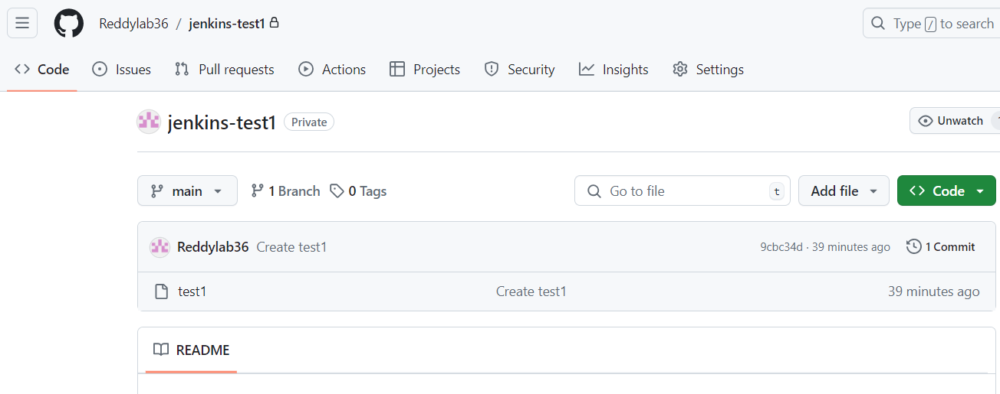 Reddylab36 / jenkins-test1
Type / to search
Code Issues Pull requests Actions Projects Security Insights Settings
jenkins-test1 Private
Unwatch
main 1 Branch 0 Tags
Go to file t
Add file
Code
Reddylab36 Create test1 9cbc34d · 39 minutes ago 1 Commit
test1 Create test1 39 minutes ago
README